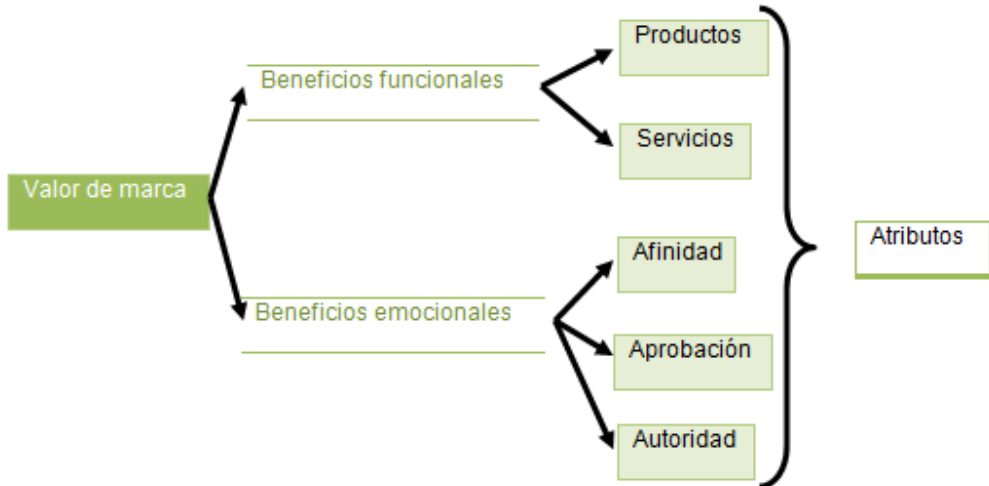 Valor de marca
Beneficios funcionales
Productos
Servicios
Beneficios emocionales
Afinidad
Aprobación
Autoridad
Atributos